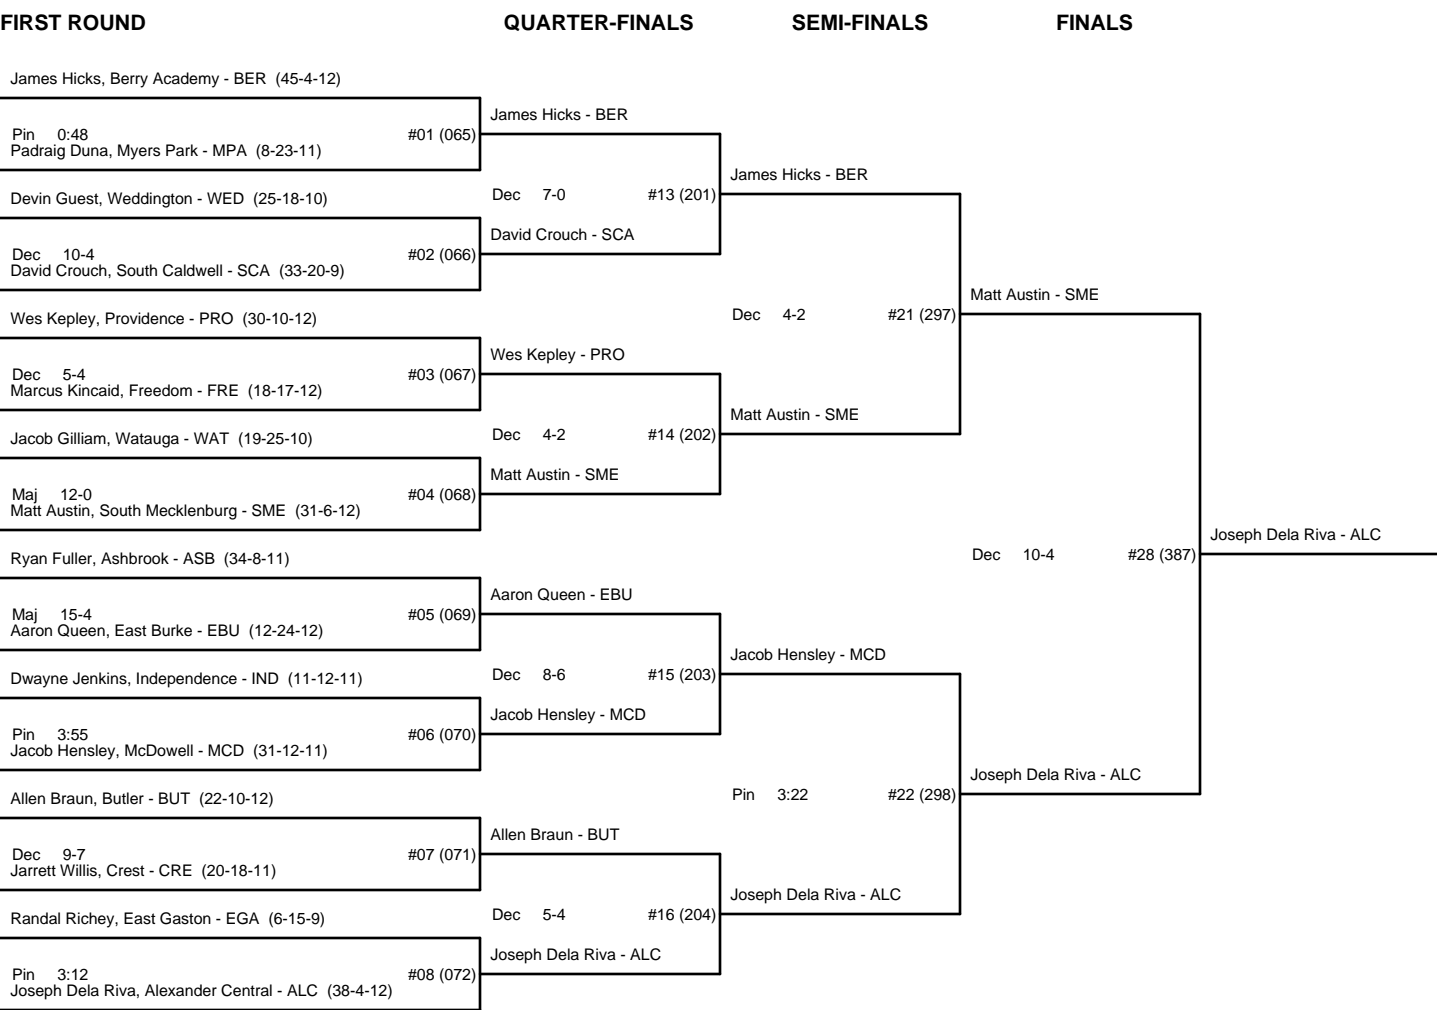 FIRST ROUND
QUARTER-FINALS
SEMI-FINALS
FINALS
James Hicks, Berry Academy - BER (45-4-12)
Pin 0:48 #01 (065)
Padraig Duna, Myers Park - MPA (8-23-11)
Devin Guest, Weddington - WED (25-18-10)
Dec 10-4 #02 (066)
David Crouch, South Caldwell - SCA (33-20-9)
Wes Kepley, Providence - PRO (30-10-12)
Dec 5-4 #03 (067)
Marcus Kincaid, Freedom - FRE (18-17-12)
Jacob Gilliam, Watauga - WAT (19-25-10)
Maj 12-0 #04 (068)
Matt Austin, South Mecklenburg - SME (31-6-12)
Ryan Fuller, Ashbrook - ASB (34-8-11)
Maj 15-4 #05 (069)
Aaron Queen, East Burke - EBU (12-24-12)
Dwayne Jenkins, Independence - IND (11-12-11)
Pin 3:55 #06 (070)
Jacob Hensley, McDowell - MCD (31-12-11)
Allen Braun, Butler - BUT (22-10-12)
Dec 9-7 #07 (071)
Jarrett Willis, Crest - CRE (20-18-11)
Randal Richey, East Gaston - EGA (6-15-9)
Pin 3:12 #08 (072)
Joseph Dela Riva, Alexander Central - ALC (38-4-12)
James Hicks - BER
Dec 7-0 #13 (201)
David Crouch - SCA
Wes Kepley - PRO
Dec 4-2 #14 (202)
Matt Austin - SME
Aaron Queen - EBU
Dec 8-6 #15 (203)
Jacob Hensley - MCD
Allen Braun - BUT
Dec 5-4 #16 (204)
Joseph Dela Riva - ALC
James Hicks - BER
Dec 4-2 #21 (297)
Matt Austin - SME
Jacob Hensley - MCD
Pin 3:22 #22 (298)
Joseph Dela Riva - ALC
Matt Austin - SME
Dec 10-4 #28 (387)
Joseph Dela Riva - ALC
Joseph Dela Riva - ALC